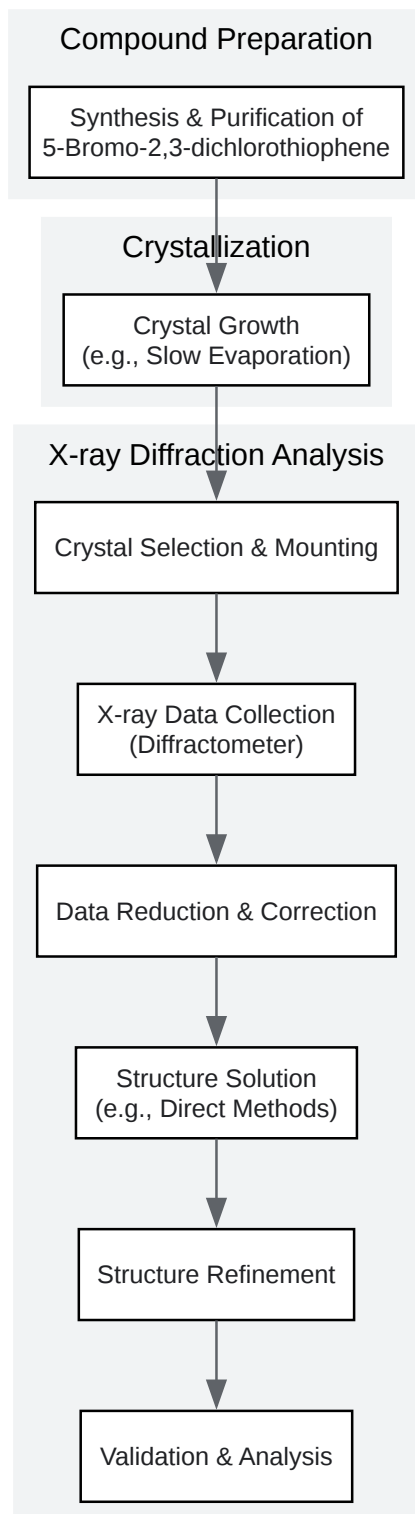 Compound Preparation
Synthesis & Purification of
5-Bromo-2,3-dichlorothiophene
Crystallization
Crystal Growth
(e.g., Slow Evaporation)
X-ray Diffraction Analysis
Crystal Selection & Mounting
X-ray Data Collection
(Diffractometer)
Data Reduction & Correction
Structure Solution
(e.g., Direct Methods)
Structure Refinement
Validation & Analysis